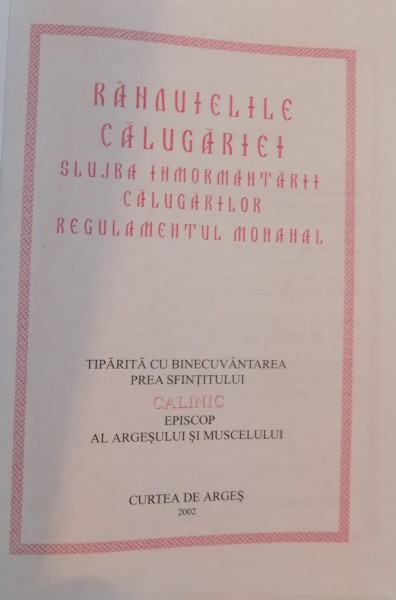 RÂNDUIELILE
CĂLUGĂRIEI
SLUJBA INMORMÂNTĂRII
CĂLUGĂRILOR
REGULAMENTUL MONAHAL
TIPĂRITĂ CU BINECUVÂNTAREA
PREA SFINȚITULUI
CALINIC
EPISCOP
AL ARGEȘULUI ȘI MUSCELULUI
CURTEA DE ARGEȘ
2002